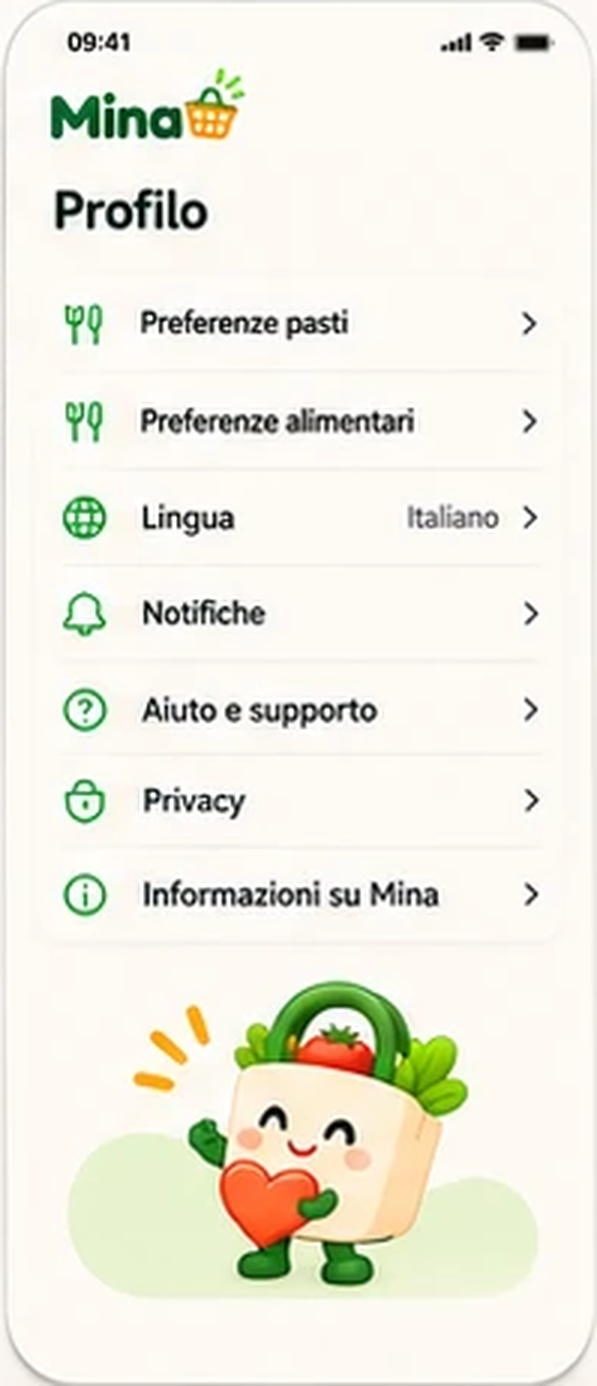 09:41
Mina
Profilo
Preferenze pasti
Preferenze alimentari
Lingua
Italiano
Notifiche
Aiuto e supporto
Privacy
Informazioni su Mina